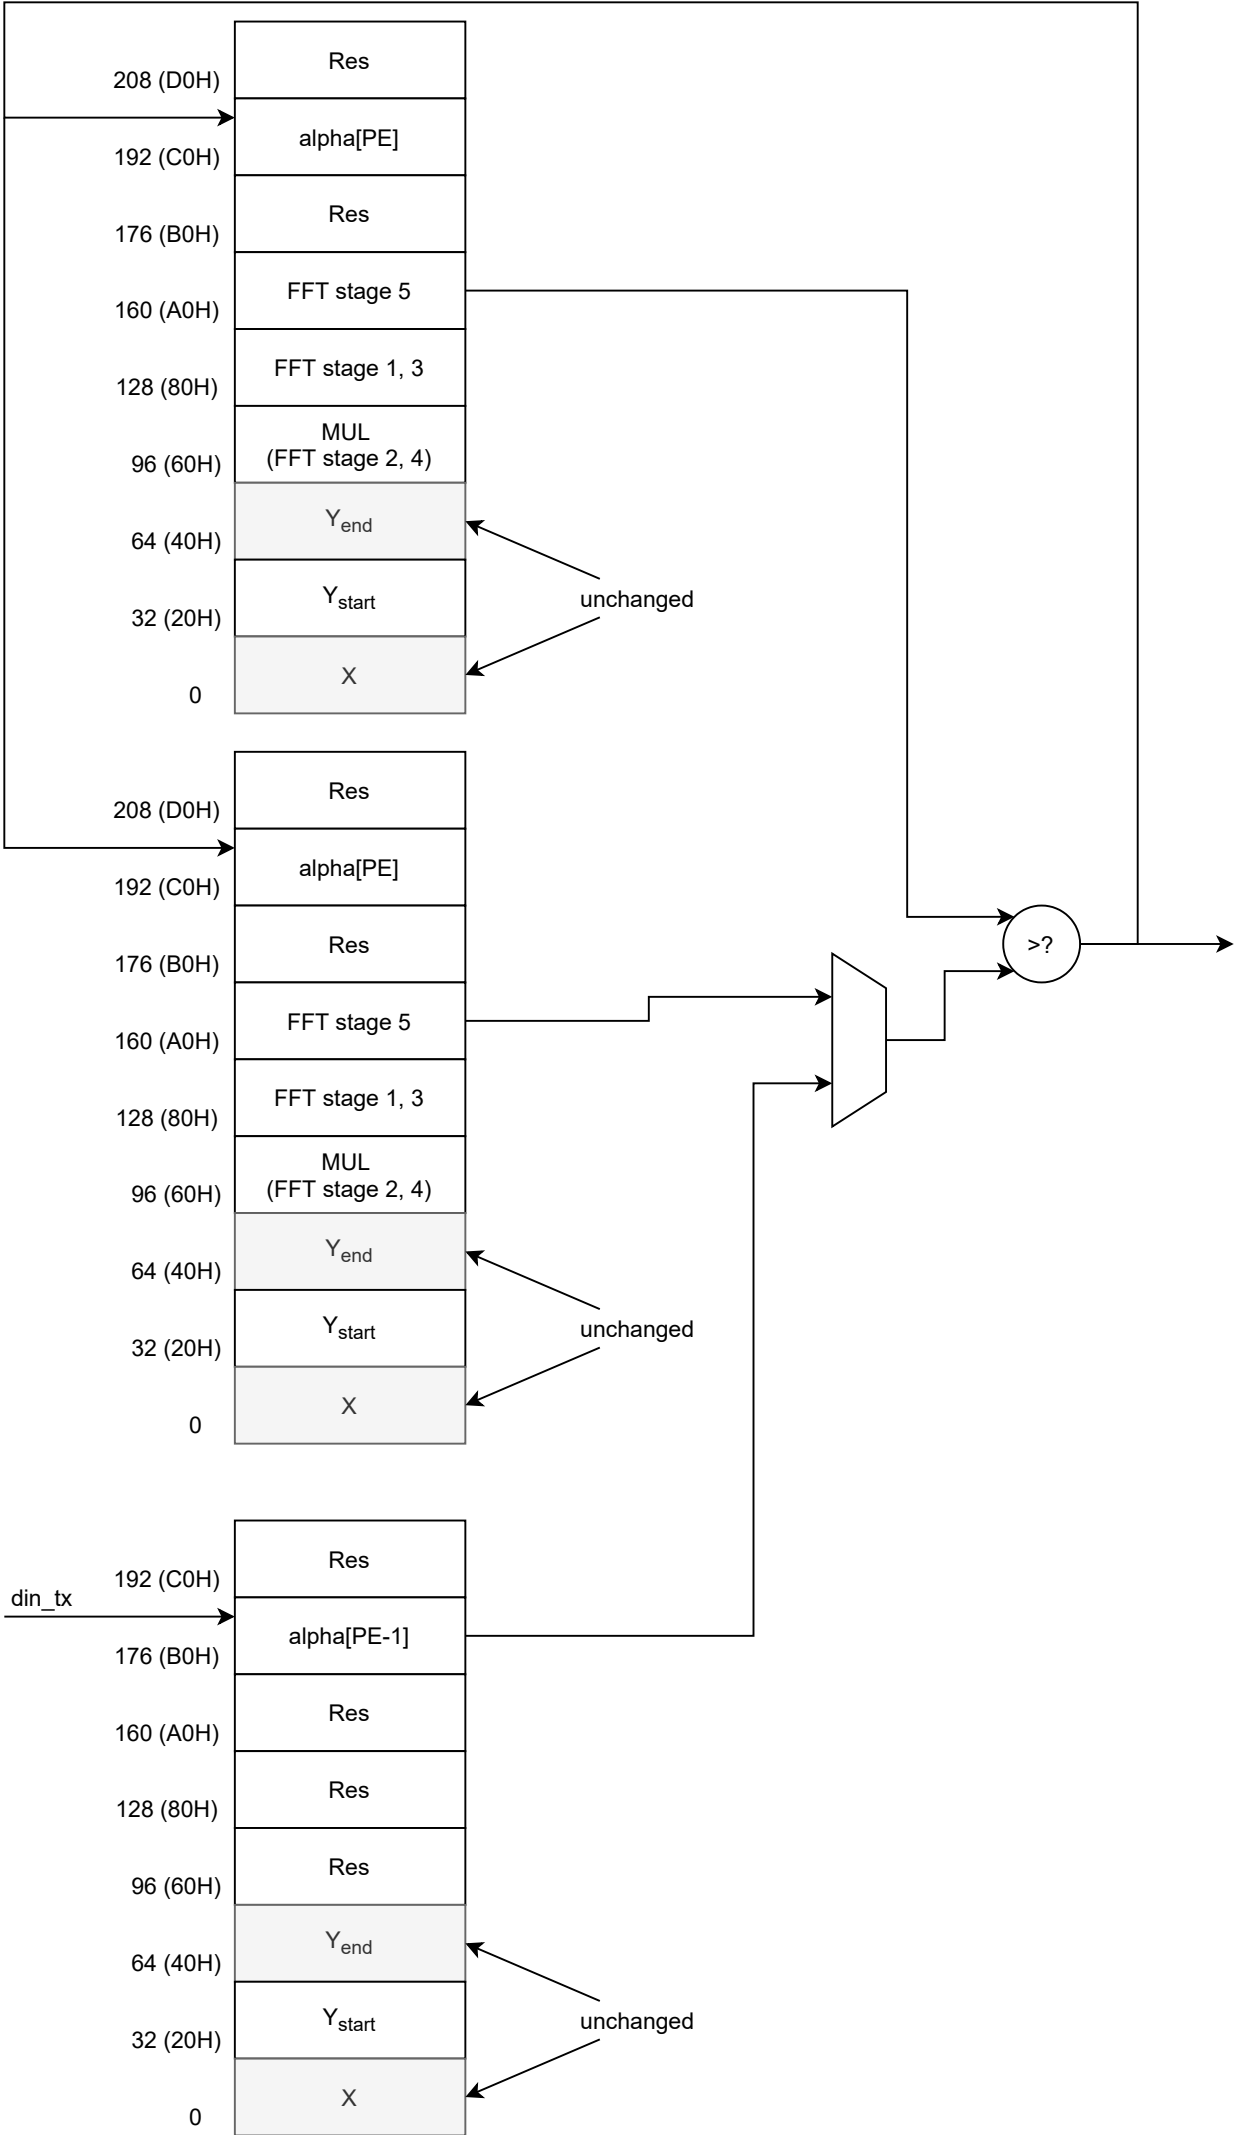 Res
208 (D0H)
alpha[PE]
192 (C0H)
Res
176 (B0H)
FFT stage 5
160 (A0H)
FFT stage 1, 3
128 (80H)
MUL
(FFT stage 2, 4)
96 (60H)
Yend
64 (40H)
unchanged
Ystart
32 (20H)
X
0
Res
208 (D0H)
alpha[PE]
192 (C0H)
Res
>?
176 (B0H)
FFT stage 5
160 (A0H)
FFT stage 1, 3
128 (80H)
MUL
(FFT stage 2, 4)
96 (60H)
Yend
64 (40H)
unchanged
Ystart
32 (20H)
X
0
Res
192 (C0H)
din_tx
alpha[PE-1]
176 (B0H)
Res
160 (A0H)
Res
128 (80H)
Res
96 (60H)
Yend
64 (40H)
unchanged
Ystart
32 (20H)
X
0